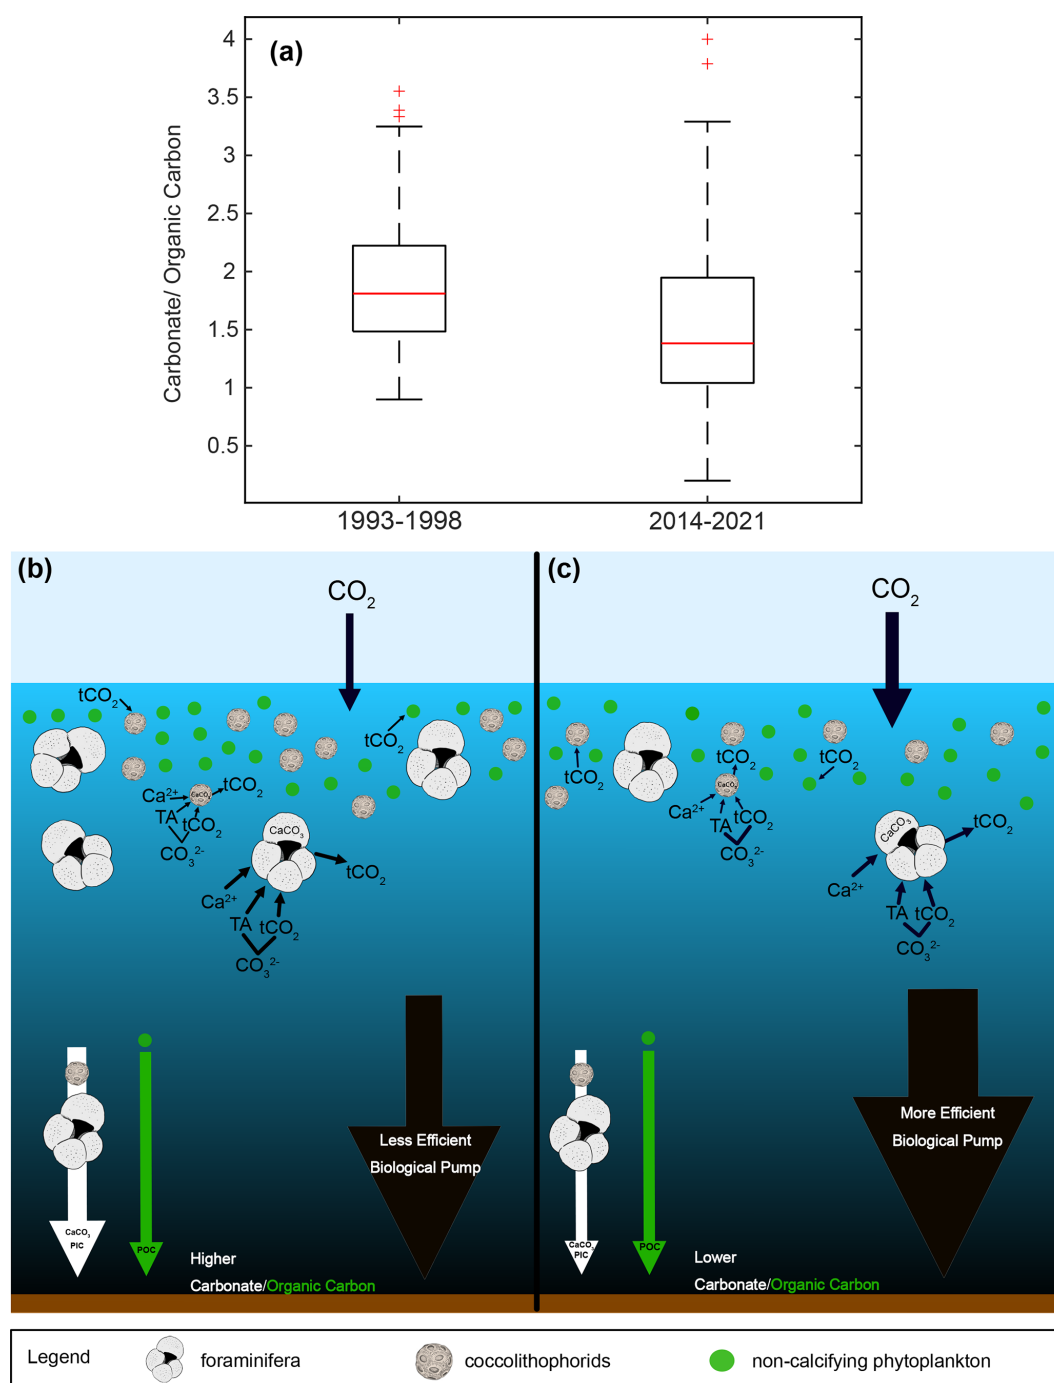 (a)
Carbonate/ Organic Carbon
4
3.5
3
2.5
2
1.5
1
0.5
1993-1998
2014-2021
(b)
CO₂
tCO₂
tCO₂
Ca²⁺
CaCO₃
tCO₂
TA
tCO₂
CO₃²⁻
CaCO₃
tCO₂
Ca²⁺
TA
tCO₂
CO₃²⁻
Less Efficient
Biological Pump
CaCO₃
PIC
POC
Higher
Carbonate/Organic Carbon
(c)
CO₂
tCO₂
tCO₂
tCO₂
CaCO₃
Ca²⁺
TA
tCO₂
CO₃²⁻
CaCO₃
tCO₂
Ca²⁺
TA
tCO₂
CO₃²⁻
More Efficient
Biological Pump
CaCO₃
PIC
POC
Lower
Carbonate/Organic Carbon
Legend
foraminifera
coccolithophorids
non-calcifying phytoplankton